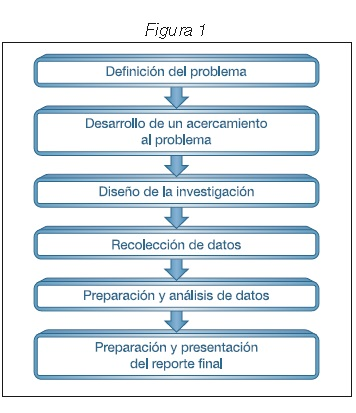 Figura 1
Definición del problema
Desarrollo de un acercamiento
al problema
Diseño de la investigación
Recolección de datos
Preparación y análisis de datos
Preparación y presentación
del reporte final